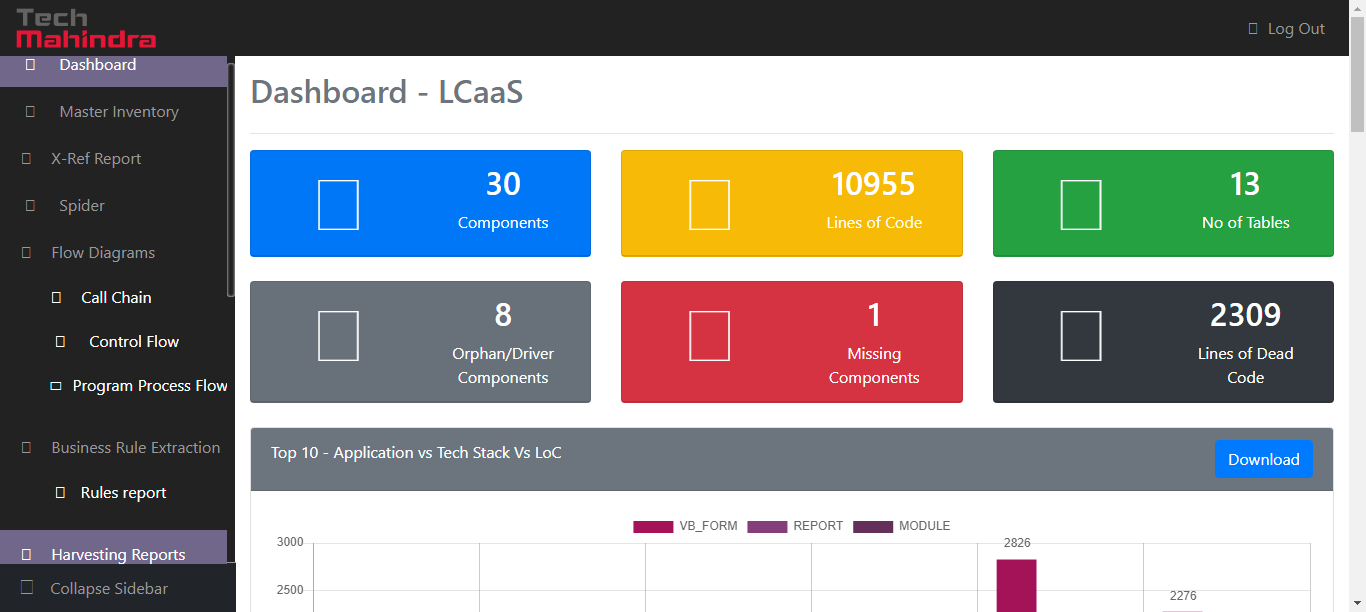 Tech
Mahindra
Log Out
Dashboard
Master Inventory
X-Ref Report
Spider
Flow Diagrams
Call Chain
Control Flow
Program Process Flow
Business Rule Extraction
Rules report
Harvesting Reports
Collapse Sidebar
Dashboard - LCaaS
30
Components
10955
Lines of Code
13
No of Tables
8
Orphan/Driver
Components
1
Missing
Components
2309
Lines of Dead
Code
Top 10 - Application vs Tech Stack Vs LoC
Download
VB_FORM REPORT MODULE
3000
2826
2500
2276